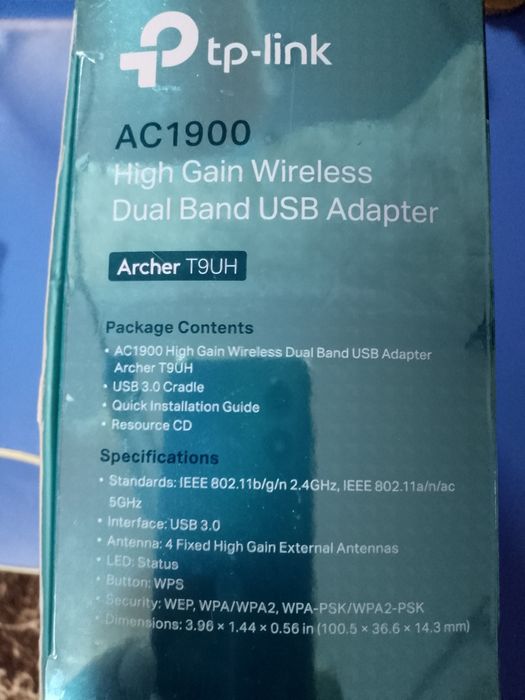 tp-link
AC1900
High Gain Wireless
Dual Band USB Adapter
Archer T9UH
Package Contents
• AC1900 High Gain Wireless Dual Band USB Adapter
Archer T9UH
• USB 3.0 Cradle
• Quick Installation Guide
• Resource CD
Specifications
• Standards: IEEE 802.11b/g/n 2.4GHz, IEEE 802.11a/n/ac
5GHz
• Interface: USB 3.0
• Antenna: 4 Fixed High Gain External Antennas
• LED: Status
• Button: WPS
• Security: WEP, WPA/WPA2, WPA-PSK/WPA2-PSK
• Dimensions: 3.96 × 1.44 × 0.56 in (100.5 × 36.6 × 14.3 mm)